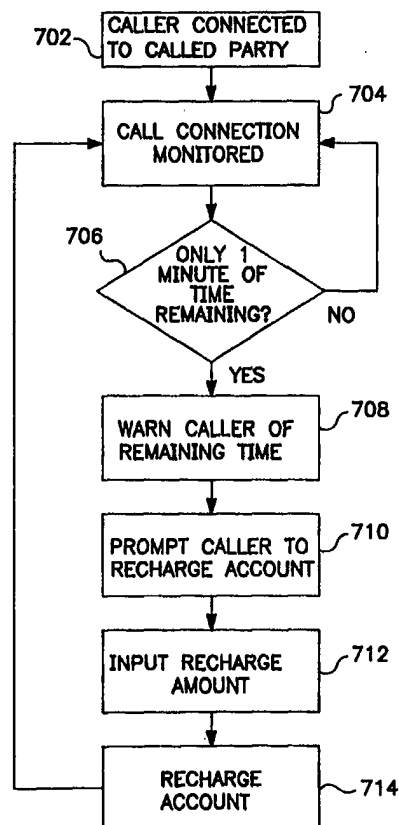 702
CALLER CONNECTED
TO CALLED PARTY
704
CALL CONNECTION
MONITORED
706
ONLY 1
MINUTE OF
TIME
REMAINING?
NO
YES
708
WARN CALLER OF
REMAINING TIME
710
PROMPT CALLER TO
RECHARGE ACCOUNT
712
INPUT RECHARGE
AMOUNT
714
RECHARGE
ACCOUNT